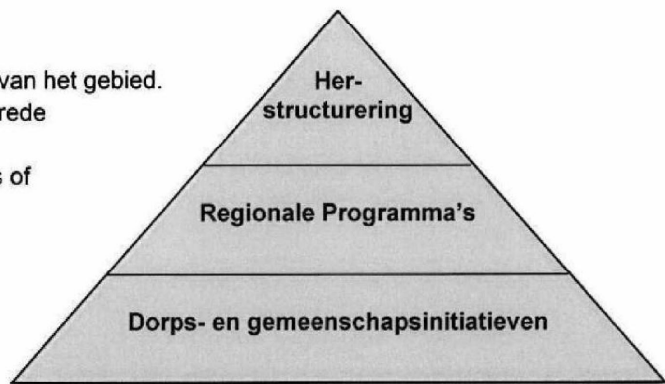 van het gebied.
rede
s of
Her-
structurering
Regionale Programma's
Dorps- en gemeenschapsinitiatieven